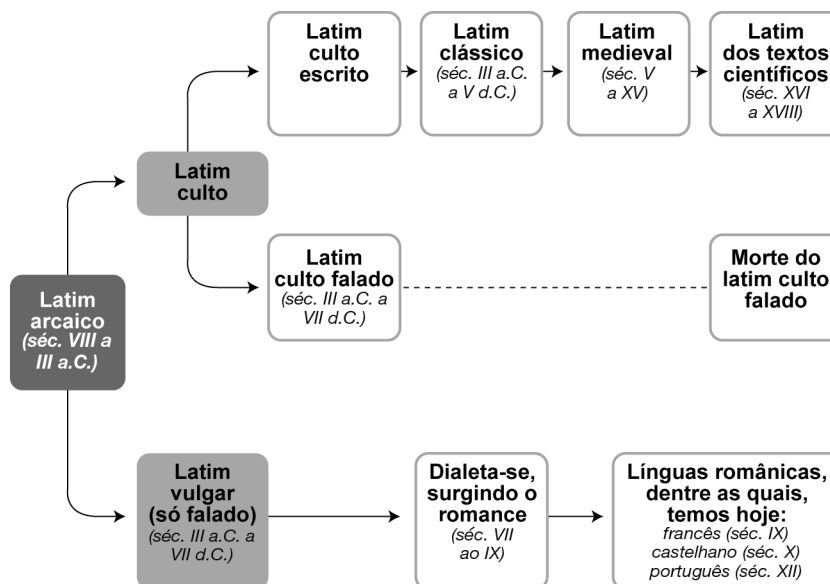 Latim
culto
escrito
Latim
clássico
(séc. III a.C.
a V d.C.)
Latim
medieval
(séc. V
a XV)
Latim
dos textos
científicos
(séc. XVI
a XVIII)
Latim
culto
Latim
culto falado
(séc. III a.C. a
VII d.C.)
Morte do
latim culto
falado
Latim
arcaico
(séc. VIII a
III a.C.)
Latim
vulgar
(só falado)
(séc. III a.C. a
VII d.C.)
Dialeta-se,
surgindo o
romance
(séc. VII
ao IX)
Línguas românicas,
dentre as quais,
temos hoje:
francês (séc. IX)
castelhano (séc. X)
português (séc. XII)